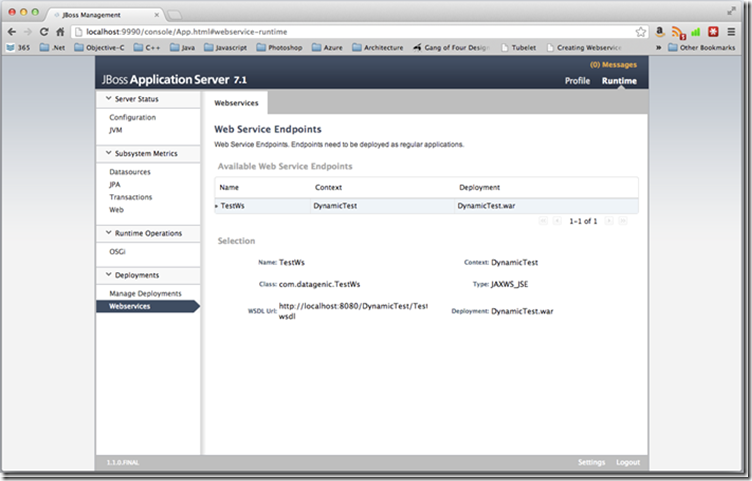 JBoss Management
localhost:9990/console/App.html#webservice-runtime
365 .Net Objective-C C++ Java Javascript Photoshop Azure Architecture Gang of Four Design Tubelet Creating Webservice » Other Bookmarks
(0) Messages
JBoss Application Server 7.1
Profile Runtime
Server Status
Configuration
JVM
Subsystem Metrics
Datasources
JPA
Transactions
Web
Runtime Operations
OSGi
Deployments
Manage Deployments
Webservices
Webservices
Web Service Endpoints
Web Service Endpoints. Endpoints need to be deployed as regular applications.
Available Web Service Endpoints
Name Context Deployment
TestWs DynamicTest DynamicTest.war
1-1 of 1
Selection
Name: TestWs Context: DynamicTest
Class: com.datagenic.TestWs Type: JAXWS_JSE
WSDL Url: http://localhost:8080/DynamicTest/Test Deployment: DynamicTest.war
wsdl
1.1.0.FINAL Settings Logout